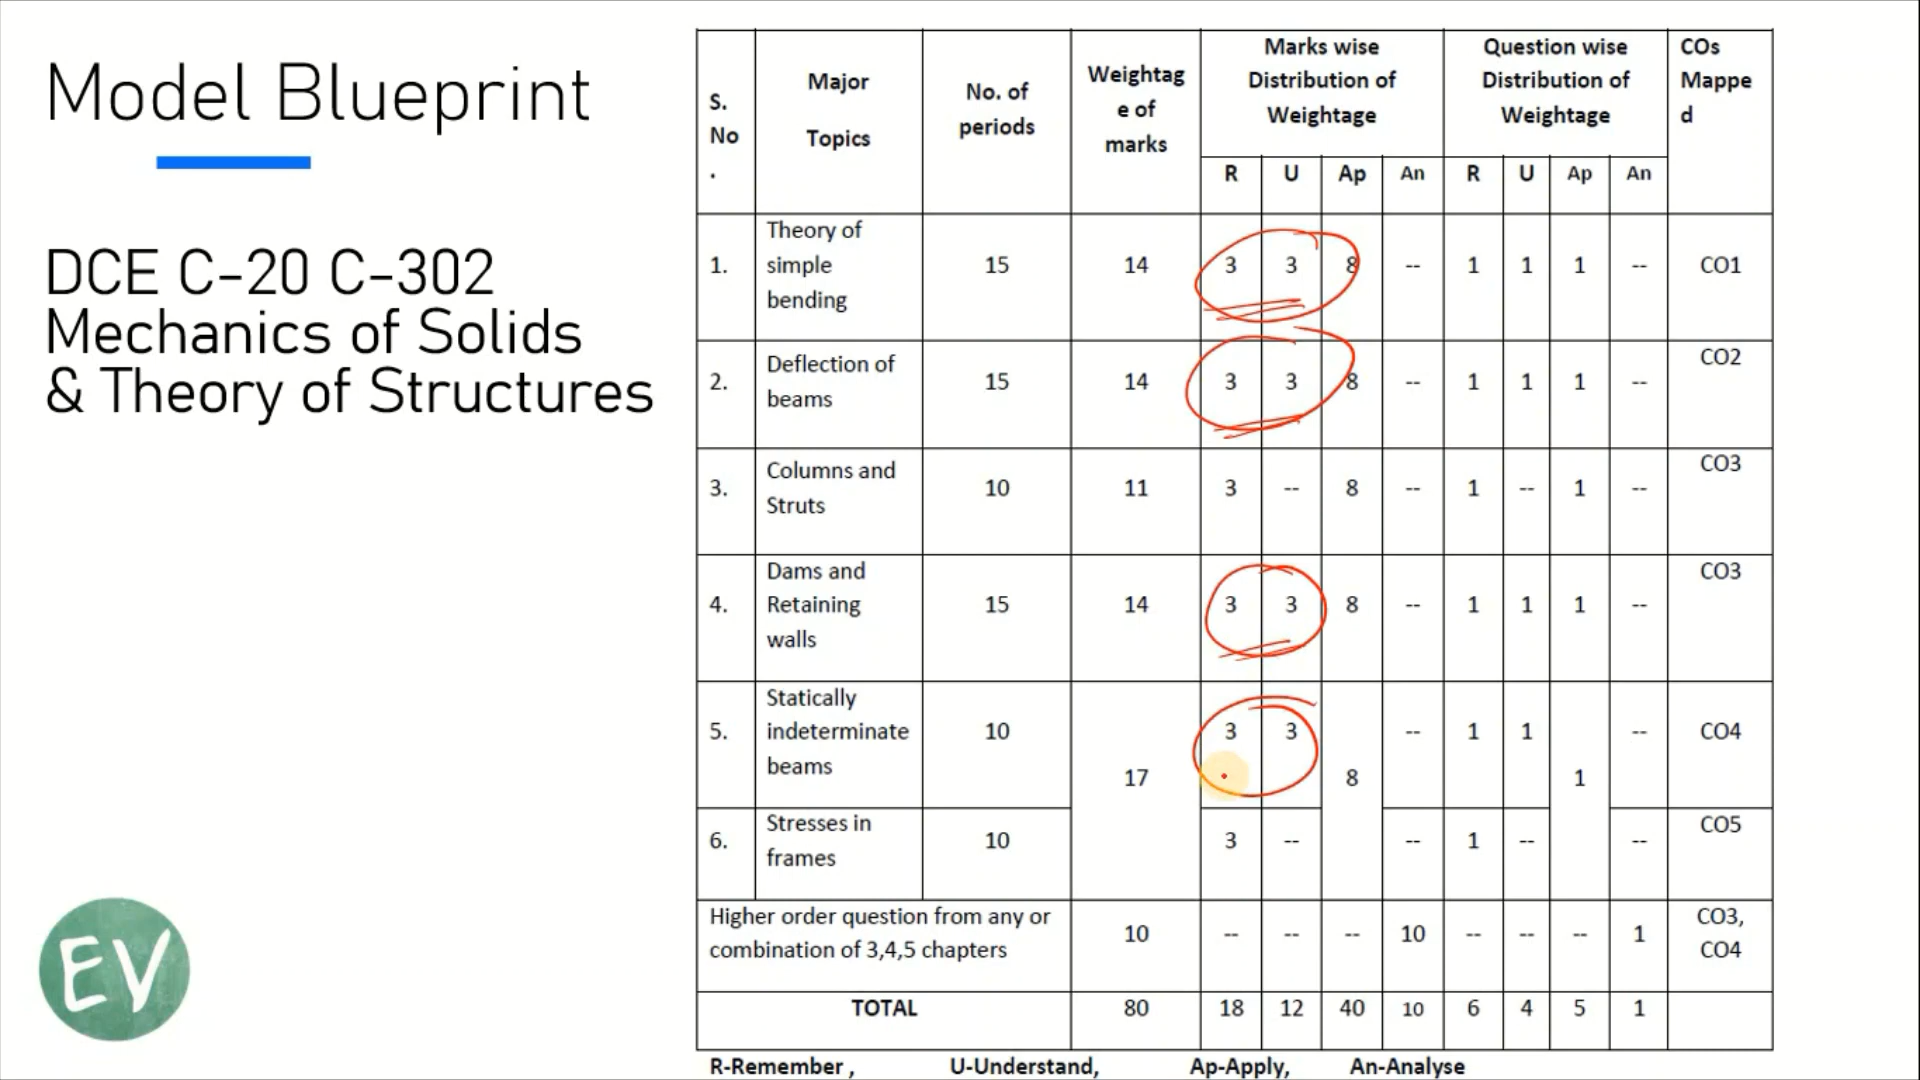 Model Blueprint
DCE C-20 C-302
Mechanics of Solids
& Theory of Structures
EV
S. No . | Major Topics | No. of periods | Weightag e of marks | Marks wise Distribution of Weightage | Question wise Distribution of Weightage | COs Mappe d
R U Ap An R U Ap An
1. Theory of simple bending 15 14 3 3 8 -- 1 1 1 -- CO1
2. Deflection of beams 15 14 3 3 8 -- 1 1 1 -- CO2
3. Columns and Struts 10 11 3 -- 8 -- 1 -- 1 -- CO3
4. Dams and Retaining walls 15 14 3 3 8 -- 1 1 1 -- CO3
5. Statically indeterminate beams 10 17 3 3 8 -- 1 1 1 -- CO4
6. Stresses in frames 10 3 -- -- 1 -- -- CO5
Higher order question from any or combination of 3,4,5 chapters 10 -- -- -- 10 -- -- -- 1 CO3, CO4
TOTAL 80 18 12 40 10 6 4 5 1
R-Remember , U-Understand, Ap-Apply, An-Analyse